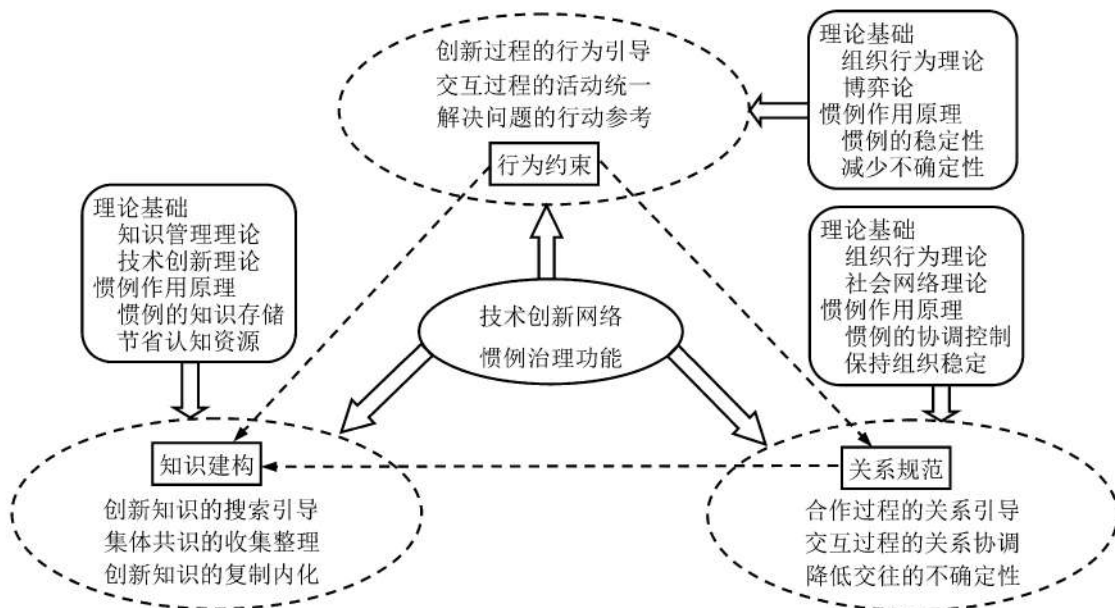 创新过程的行为引导
交互过程的活动统一
解决问题的行动参考
行为约束
理论基础
组织行为理论
博弈论
惯例作用原理
惯例的稳定性
减少不确定性
理论基础
知识管理理论
技术创新理论
惯例作用原理
惯例的知识存储
节省认知资源
技术创新网络
惯例治理功能
理论基础
组织行为理论
社会网络理论
惯例作用原理
惯例的协调控制
保持组织稳定
知识建构
创新知识的搜索引导
集体共识的收集整理
创新知识的复制内化
关系规范
合作过程的关系引导
交互过程的关系协调
降低交往的不确定性